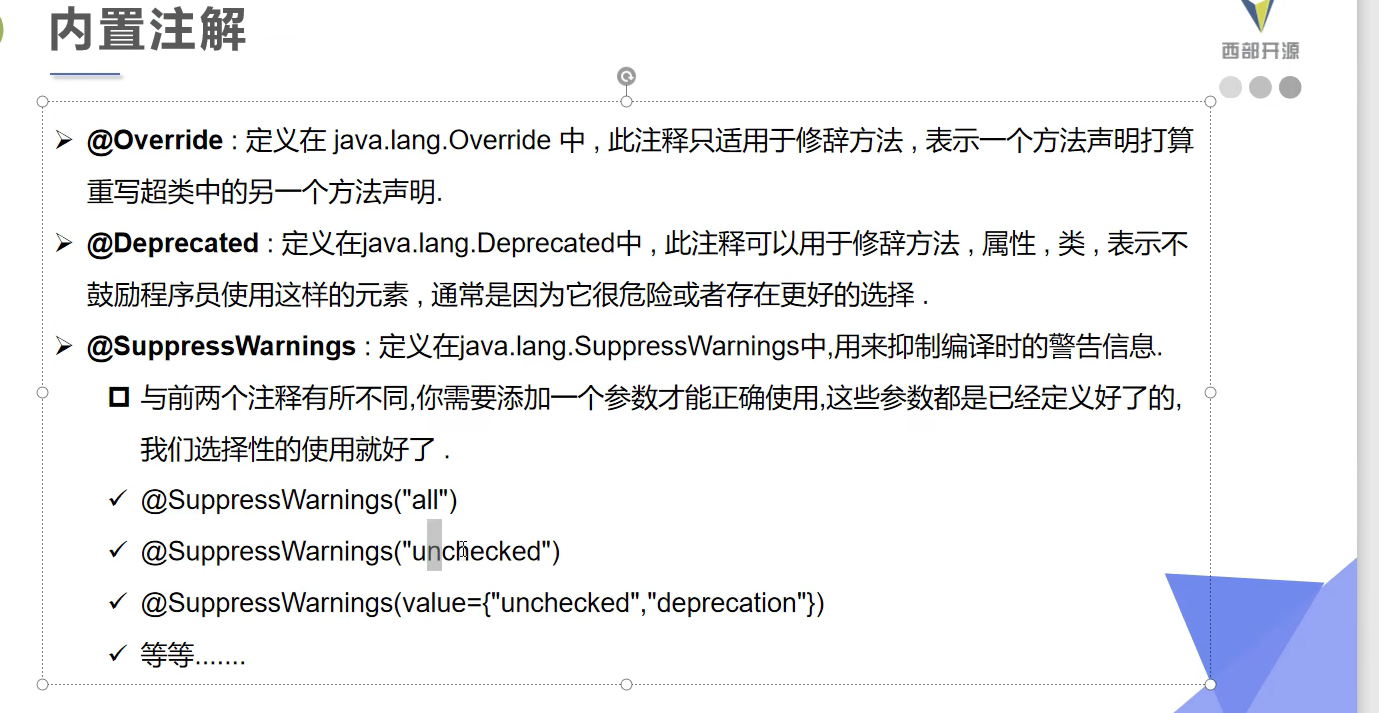 内置注解
西部开源
@Override : 定义在 java.lang.Override 中 , 此注释只适用于修辞方法 , 表示一个方法声明打算
重写超类中的另一个方法声明.
@Deprecated : 定义在java.lang.Deprecated中 , 此注释可以用于修辞方法 , 属性 , 类 , 表示不
鼓励程序员使用这样的元素 , 通常是因为它很危险或者存在更好的选择 .
@SuppressWarnings : 定义在java.lang.SuppressWarnings中,用来抑制编译时的警告信息.
与前两个注释有所不同,你需要添加一个参数才能正确使用,这些参数都是已经定义好了的,
我们选择性的使用就好了 .
@SuppressWarnings("all")
@SuppressWarnings("unchecked")
@SuppressWarnings(value={"unchecked","deprecation"})
等等.......